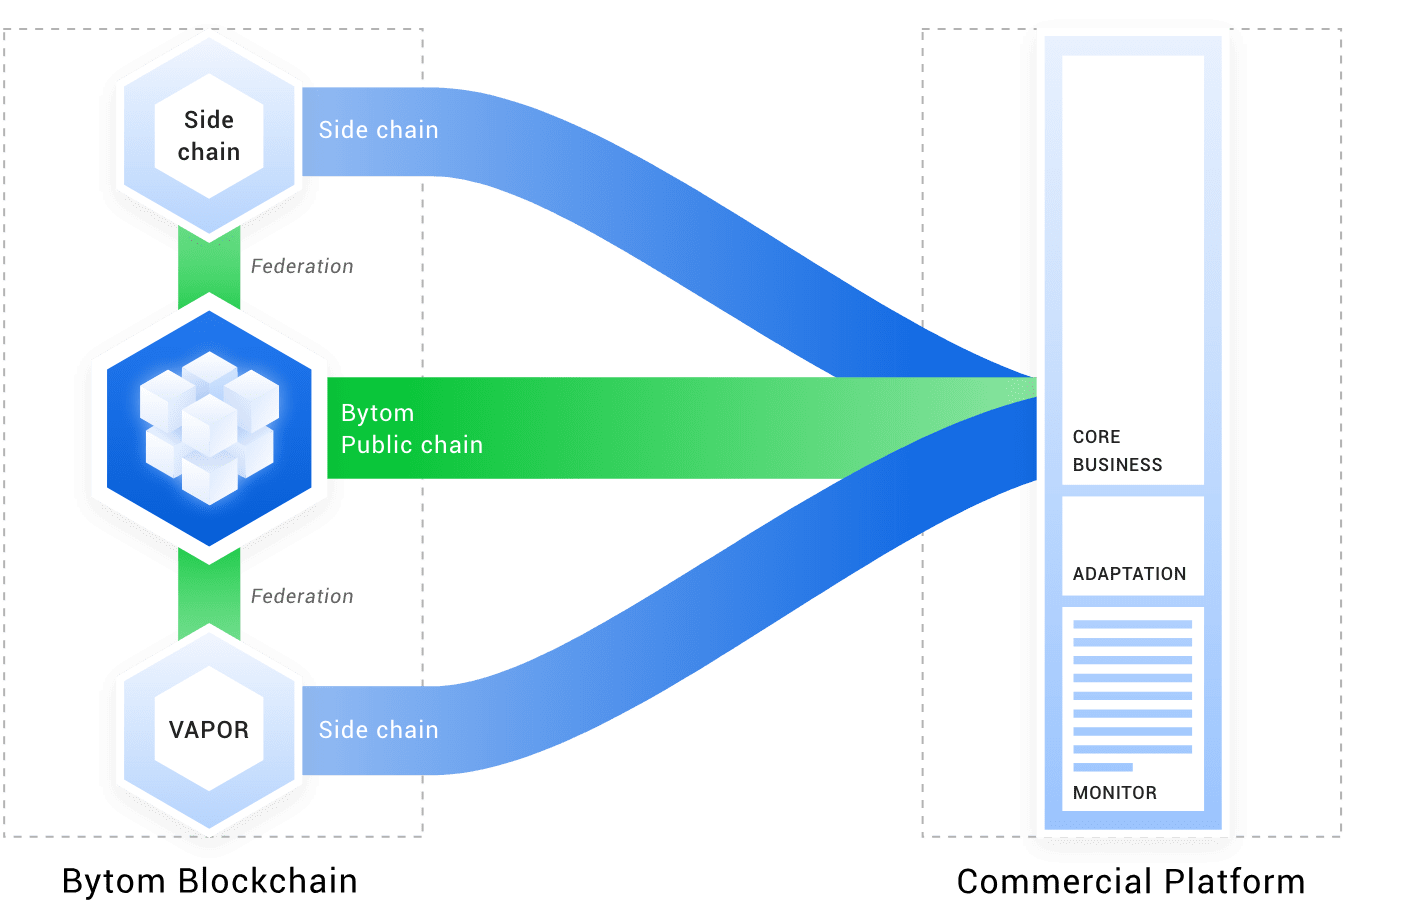 Side
chain
Side chain
Federation
Bytom
Public chain
Federation
VAPOR
Side chain
CORE
BUSINESS
ADAPTATION
MONITOR
Bytom Blockchain
Commercial Platform